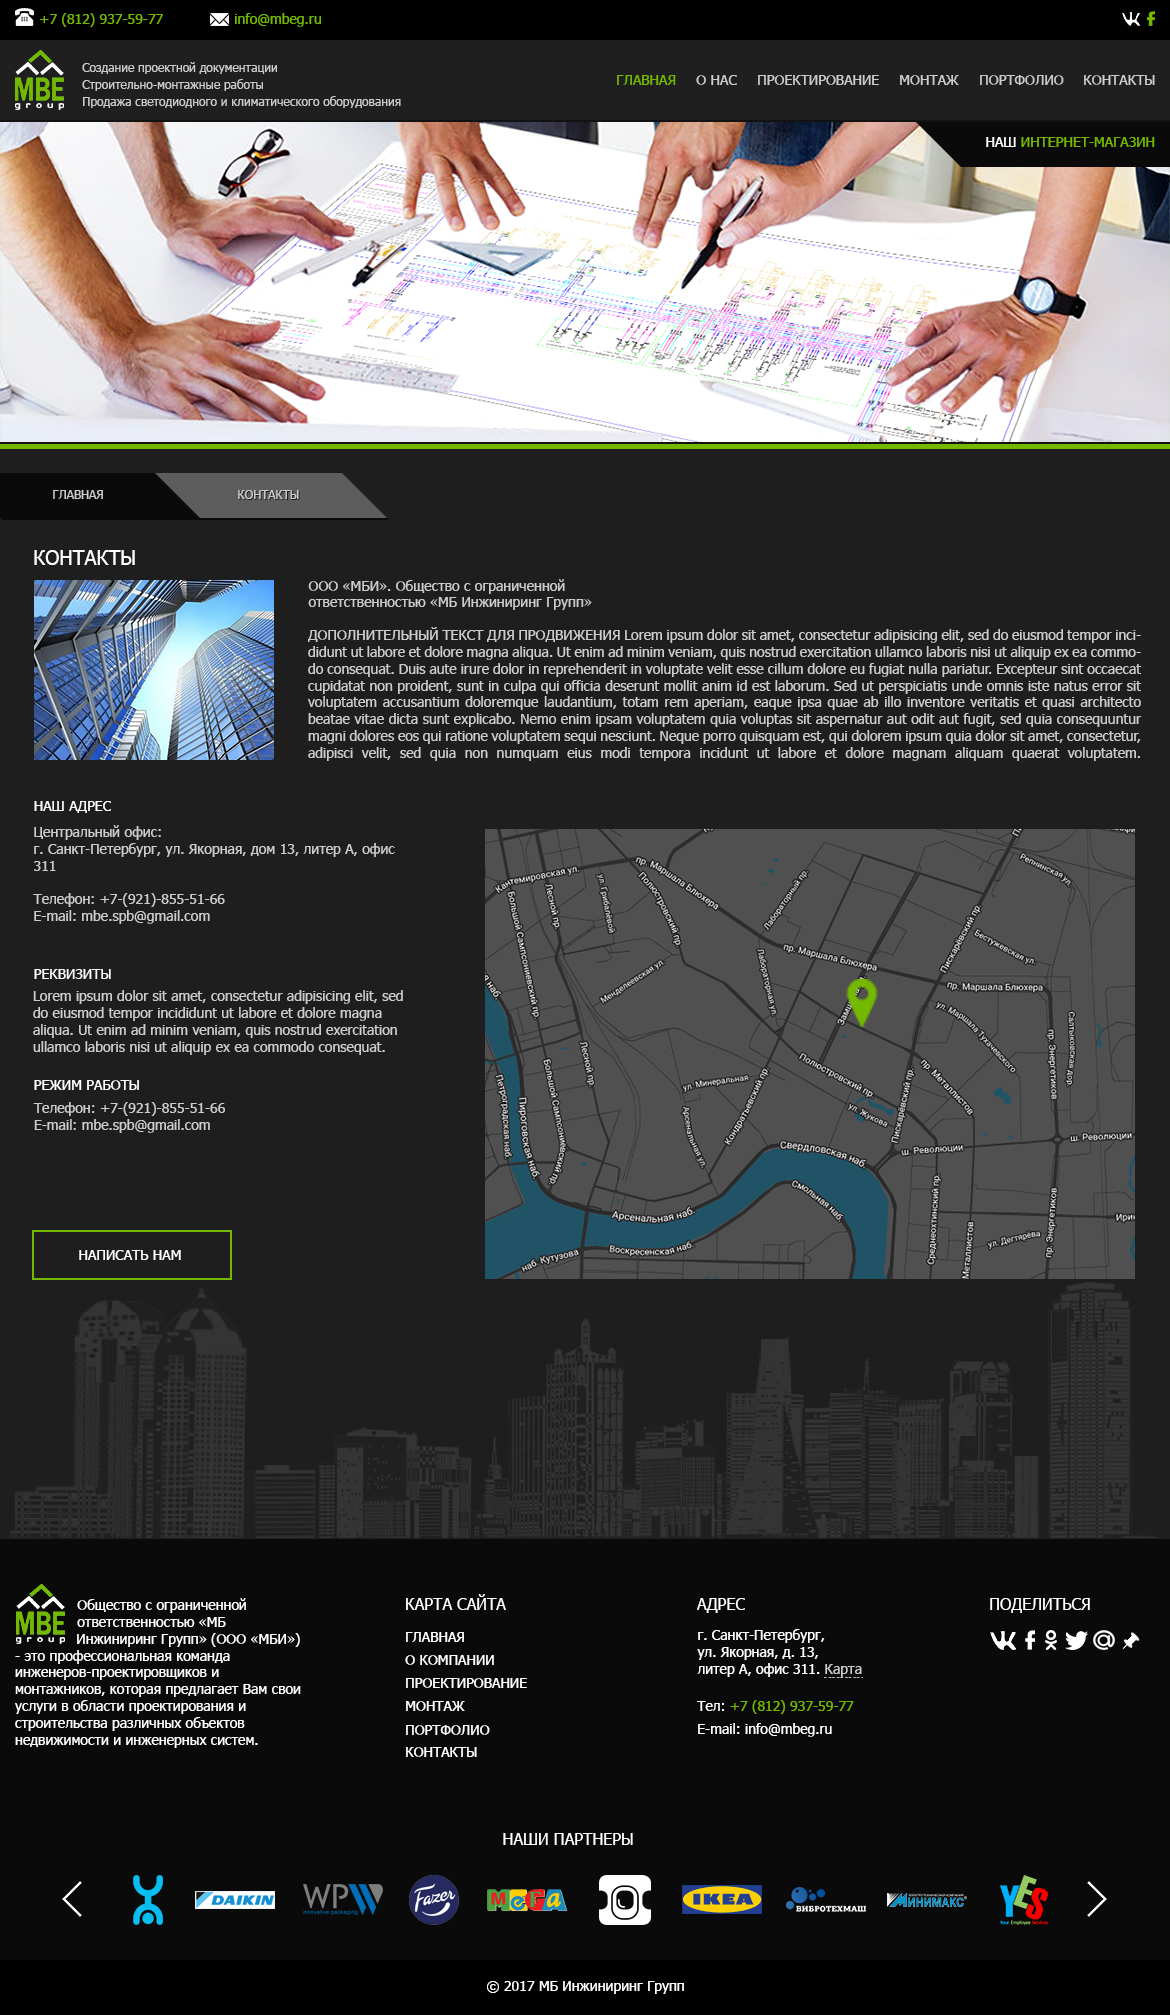 +7 (812) 937-59-77
info@mbeg.ru
MBE
group
Создание проектной документации
Строительно-монтажные работы
Продажа светодиодного и климатического оборудования
ГЛАВНАЯ О НАС ПРОЕКТИРОВАНИЕ МОНТАЖ ПОРТФОЛИО КОНТАКТЫ
НАШ ИНТЕРНЕТ-МАГАЗИН
ГЛАВНАЯ
КОНТАКТЫ
КОНТАКТЫ
ООО «МБИ». Общество с ограниченной
ответственностью «МБ Инжиниринг Групп»
ДОПОЛНИТЕЛЬНЫЙ ТЕКСТ ДЛЯ ПРОДВИЖЕНИЯ Lorem ipsum dolor sit amet, consectetur adipisicing elit, sed do eiusmod tempor inci-
didunt ut labore et dolore magna aliqua. Ut enim ad minim veniam, quis nostrud exercitation ullamco laboris nisi ut aliquip ex ea commo-
do consequat. Duis aute irure dolor in reprehenderit in voluptate velit esse cillum dolore eu fugiat nulla pariatur. Excepteur sint occaecat
cupidatat non proident, sunt in culpa qui officia deserunt mollit anim id est laborum. Sed ut perspiciatis unde omnis iste natus error sit
voluptatem accusantium doloremque laudantium, totam rem aperiam, eaque ipsa quae ab illo inventore veritatis et quasi architecto
beatae vitae dicta sunt explicabo. Nemo enim ipsam voluptatem quia voluptas sit aspernatur aut odit aut fugit, sed quia consequuntur
magni dolores eos qui ratione voluptatem sequi nesciunt. Neque porro quisquam est, qui dolorem ipsum quia dolor sit amet, consectetur,
adipisci velit, sed quia non numquam eius modi tempora incidunt ut labore et dolore magnam aliquam quaerat voluptatem.
НАШ АДРЕС
Центральный офис:
г. Санкт-Петербург, ул. Якорная, дом 13, литер А, офис
311
Телефон: +7-(921)-855-51-66
E-mail: mbe.spb@gmail.com
РЕКВИЗИТЫ
Lorem ipsum dolor sit amet, consectetur adipisicing elit, sed
do eiusmod tempor incididunt ut labore et dolore magna
aliqua. Ut enim ad minim veniam, quis nostrud exercitation
ullamco laboris nisi ut aliquip ex ea commodo consequat.
РЕЖИМ РАБОТЫ
Телефон: +7-(921)-855-51-66
E-mail: mbe.spb@gmail.com
НАПИСАТЬ НАМ
Кантемировская ул.
пр. Маршала Блюхера
Репнинская ул.
ул. Грибалёвой
Полюстровский пр.
Лабораторный пр.
Лесной пр.
Большой Сампсониевский пр.
Пискарёвский пр.
Бестужевская ул.
пр. Маршала Блюхера
Менделеевская ул.
Лабораторная ул.
пр. Маршала Блюхера
ул. Маршала Тухачевского
Лесной пр.
Полюстровский пр.
пр. Металлистов
пр. Энергетиков
ул. Минеральная
Кондратьевский пр.
ул. Жукова
Пискарёвский пр.
Петроградская наб.
Пироговская наб.
Большой Сампсониевский пр.
Арсенальная ул.
Свердловская наб.
ш. Революции
ш. Революции
Смольная наб.
Среднеохтинский пр.
Металлистов
пр. Энергетиков
Арсенальная наб.
Воскресенская наб.
наб. Кутузова
ул. Дегтярёва
MBE
group
Общество с ограниченной
ответственностью «МБ
Инжиниринг Групп» (ООО «МБИ»)
- это профессиональная команда
инженеров-проектировщиков и
монтажников, которая предлагает Вам свои
услуги в области проектирования и
строительства различных объектов
недвижимости и инженерных систем.
КАРТА САЙТА
ГЛАВНАЯ
О КОМПАНИИ
ПРОЕКТИРОВАНИЕ
МОНТАЖ
ПОРТФОЛИО
КОНТАКТЫ
АДРЕС
г. Санкт-Петербург,
ул. Якорная, д. 13,
литер А, офис 311. Карта
Тел: +7 (812) 937-59-77
E-mail: info@mbeg.ru
ПОДЕЛИТЬСЯ
НАШИ ПАРТНЕРЫ
DAIKIN
WPW
innovative packaging
Fazer
МЕГА
IKEA
ВИБРОТЕХМАШ
МИНИМАКС
YES
Your Employee Services
© 2017 МБ Инжиниринг Групп